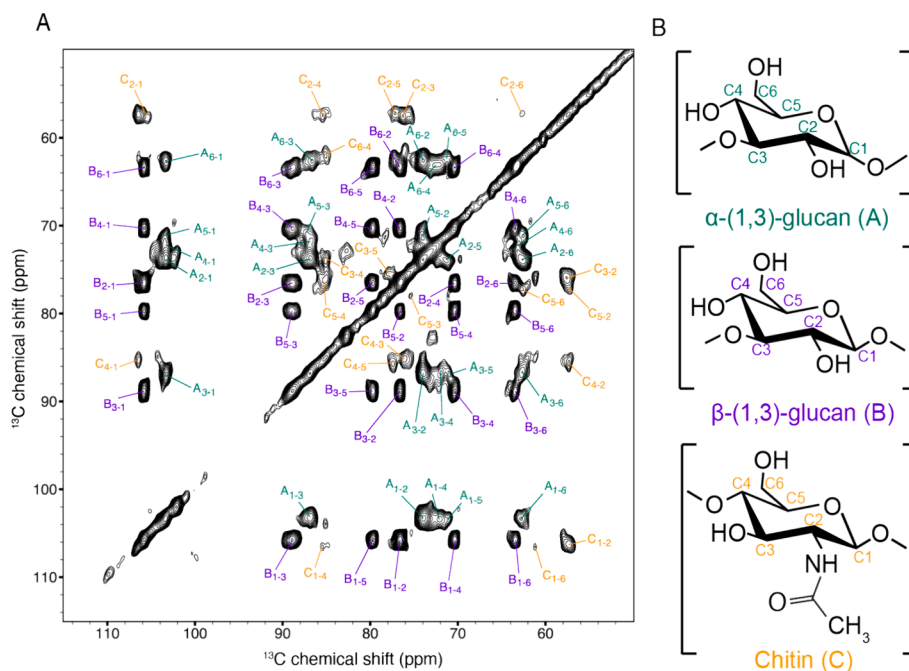 A
B
C2-1
C2-4
C2-5
C2-3
C2-6
60
70
80
90
100
110
¹³C chemical shift (ppm)
A6-1
B6-1
A6-3
B6-3
C6-4
B6-2
A6-2
A6-5
B6-5
A6-4
B6-4
B4-1
A5-1
A4-1
B2-1
A2-1
B5-1
B4-3
A5-3
A4-3
A2-3
B2-3
C3-4
C5-4
B5-3
B4-5
B4-2
A5-2
A2-5
C3-5
B2-5
B2-4
B5-2
B5-4
C5-3
B4-6
A5-6
A4-6
A2-6
B2-6
C5-6
B5-6
C3-2
C5-2
C4-1
A3-1
B3-1
C4-3
C4-5
B3-5
B3-2
A3-2
A3-5
A3-4
B3-4
A3-6
B3-6
C4-2
A1-3
B1-3
C1-4
A1-2
A1-4
A1-5
B1-5
B1-2
B1-4
A1-6
B1-6
C1-6
C1-2
110
100
90
80
70
60
¹³C chemical shift (ppm)
OH
C4
C6
HO
C5
C2
O
C3
C1
OH
O
O
α-(1,3)-glucan (A)
OH
C4
C6
HO
C5
O
C2
O
C3
OH
C1
O
β-(1,3)-glucan (B)
OH
C4
C6
O
C5
O
C2
HO
C3
C1
O
NH
O
CH3
Chitin (C)